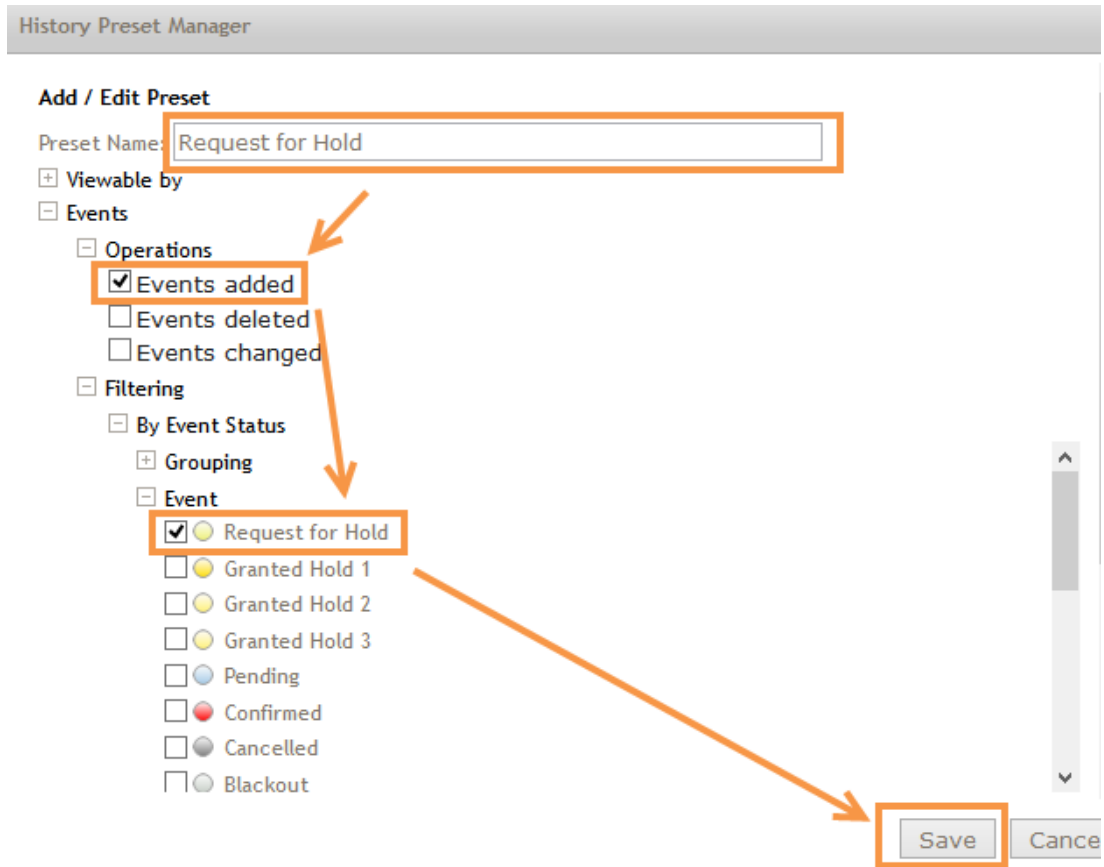 History Preset Manager
Add / Edit Preset
Preset Name: Request for Hold
Viewable by
Events
Operations
Events added
Events deleted
Events changed
Filtering
By Event Status
Grouping
Event
Request for Hold
Granted Hold 1
Granted Hold 2
Granted Hold 3
Pending
Confirmed
Cancelled
Blackout
Save Cance